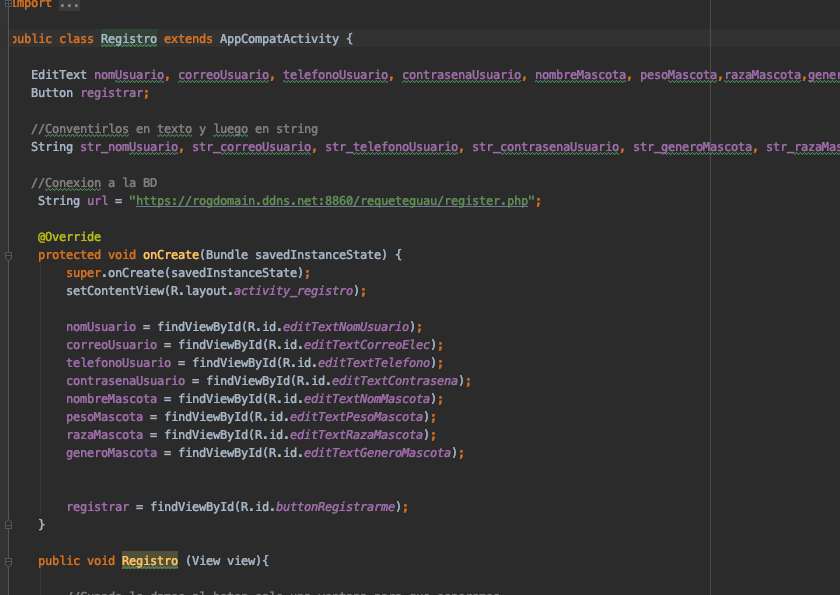 import ...
public class Registro extends AppCompatActivity {
EditText nomUsuario, correoUsuario, telefonoUsuario, contrasenaUsuario, nombreMascota, pesoMascota,razaMascota,gener
Button registrar;
//Conventirlos en texto y luego en string
String str_nomUsuario, str_correoUsuario, str_telefonoUsuario, str_contrasenaUsuario, str_generoMascota, str_razaMas
//Conexion a la BD
String url = "https://rogdomain.ddns.net:8860/requeteguau/register.php";
@Override
protected void onCreate(Bundle savedInstanceState) {
super.onCreate(savedInstanceState);
setContentView(R.layout.activity_registro);
nomUsuario = findViewById(R.id.editTextNomUsuario);
correoUsuario = findViewById(R.id.editTextCorreoElec);
telefonoUsuario = findViewById(R.id.editTextTelefono);
contrasenaUsuario = findViewById(R.id.editTextContrasena);
nombreMascota = findViewById(R.id.editTextNomMascota);
pesoMascota = findViewById(R.id.editTextPesoMascota);
razaMascota = findViewById(R.id.editTextRazaMascota);
generoMascota = findViewById(R.id.editTextGeneroMascota);
registrar = findViewById(R.id.buttonRegistrarme);
}
public void Registro (View view){